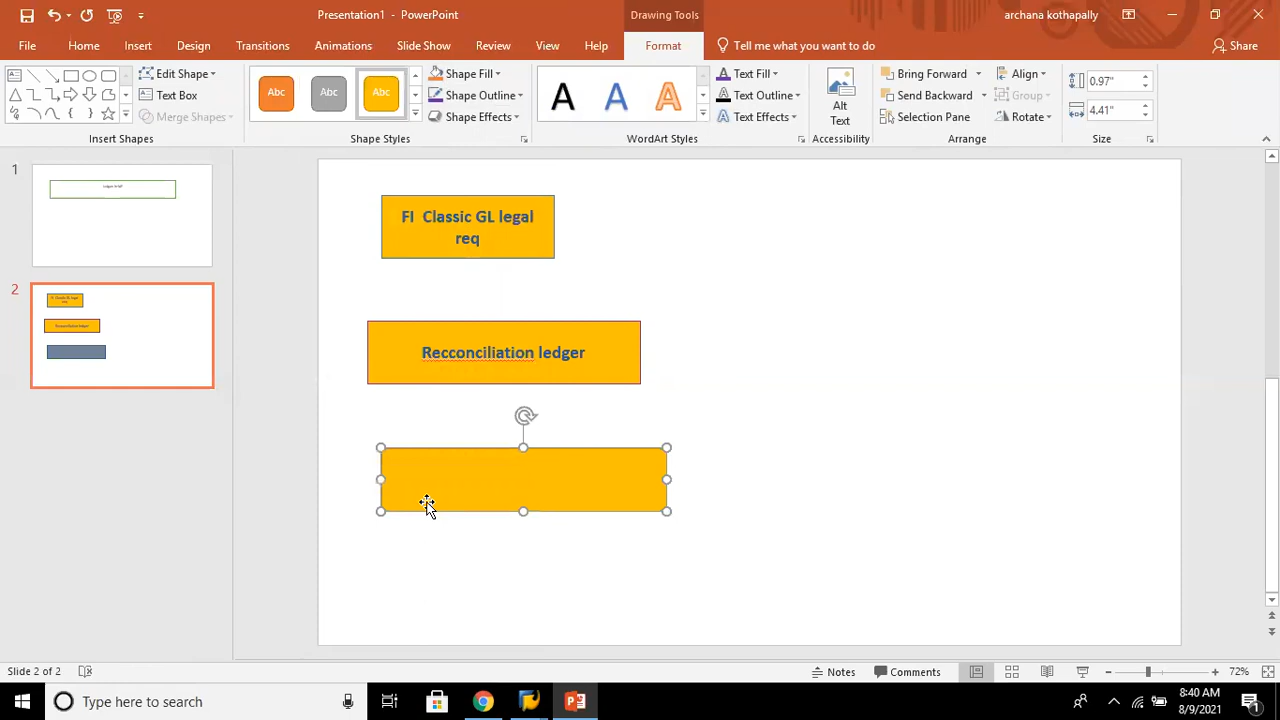 Presentation1 - PowerPoint
Drawing Tools
archana kothapally
File
Home
Insert
Design
Transitions
Animations
Slide Show
Review
View
Help
Format
Tell me what you want to do
Share
Edit Shape
Text Box
Merge Shapes
Insert Shapes
Abc
Abc
Abc
Shape Fill
Shape Outline
Shape Effects
Shape Styles
A
A
A
Text Fill
Text Outline
Text Effects
WordArt Styles
Alt
Text
Accessibility
Bring Forward
Send Backward
Selection Pane
Align
Group
Rotate
Arrange
0.97"
4.41"
Size
1
2
FI Classic GL legal
req
Recconciliation ledger
Slide 2 of 2
Notes
Comments
72%
Type here to search
8:40 AM
8/9/2021
1